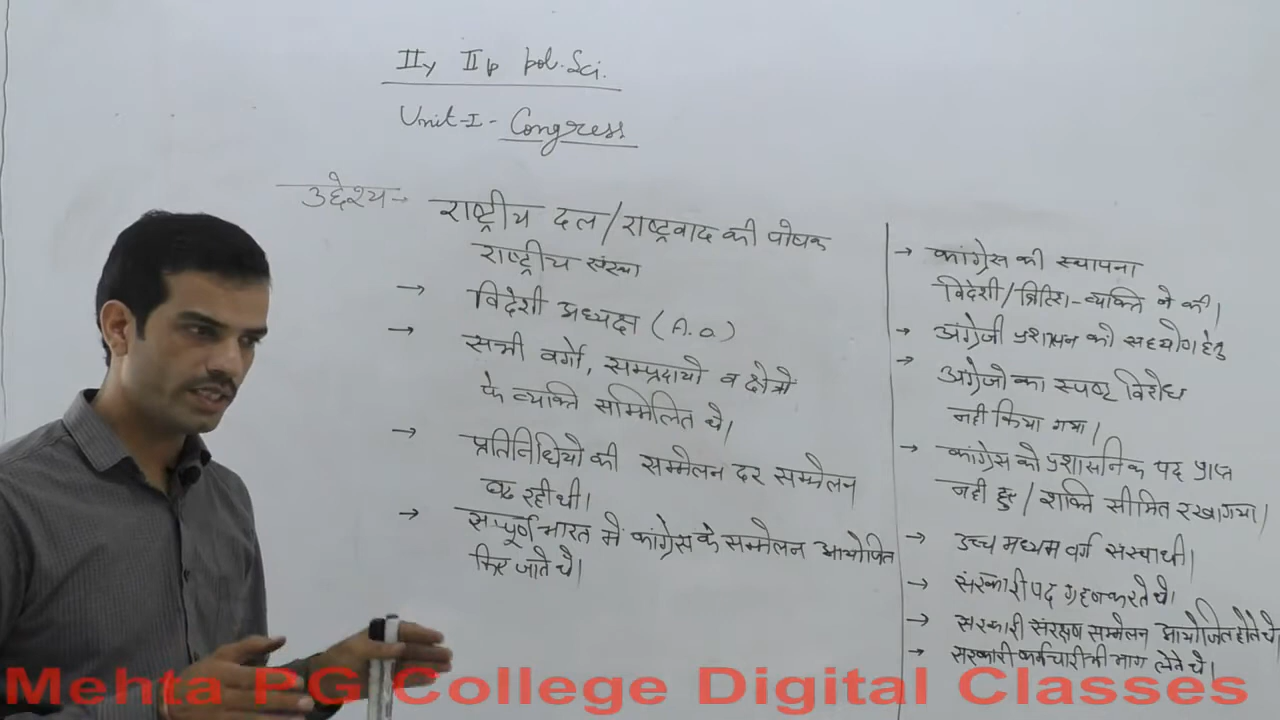 IIy IIp pol. Sci.
Unit-I - Congress
उद्देश्य→ राष्ट्रीय दल/राष्ट्रवाद की पोषक
राष्ट्रीय संस्था
→ विदेशी अध्यक्ष (A.O.)
→ सभी वर्गो, सम्प्रदायो व क्षेत्रो
के व्यक्ति सम्मिलित थे।
→ प्रतिनिधियो की सम्मेलन दर सम्मेलन
बढ रही थी।
→ सम्पूर्ण भारत में कांग्रेस के सम्मेलन आयोजित
किए जाते थे।
→ कांग्रेस की स्थापना
विदेशी/ब्रिटिश-व्यक्ति ने की।
→ अंग्रेजी प्रशासन को सहयोग हेतु
→ अंग्रेजो का स्पष्ट विरोध
नही किया गया।
→ कांग्रेस को प्रशासनिक पद प्राप्त
नही हुए/शक्ति सीमित रखा गया।
→ उच्च मध्यम वर्ग संस्था थी।
→ सरकारी पद ग्रहण करते थे।
→ सरकारी संरक्षण सम्मेलन आयोजित होते थे
→ सरकारी कर्मचारी भी भाग लेते थे।
Mehta PG College Digital Classes